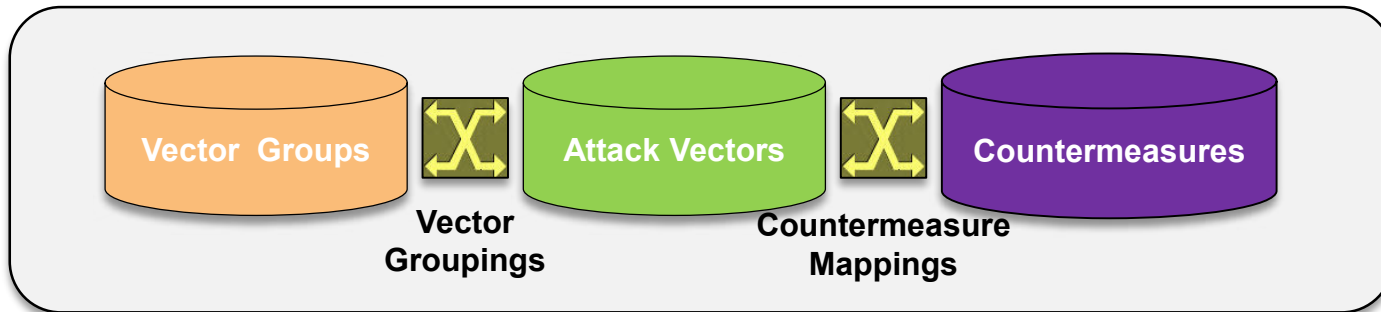 Vector Groups
Attack Vectors
Countermeasures
Vector
Groupings
Countermeasure
Mappings